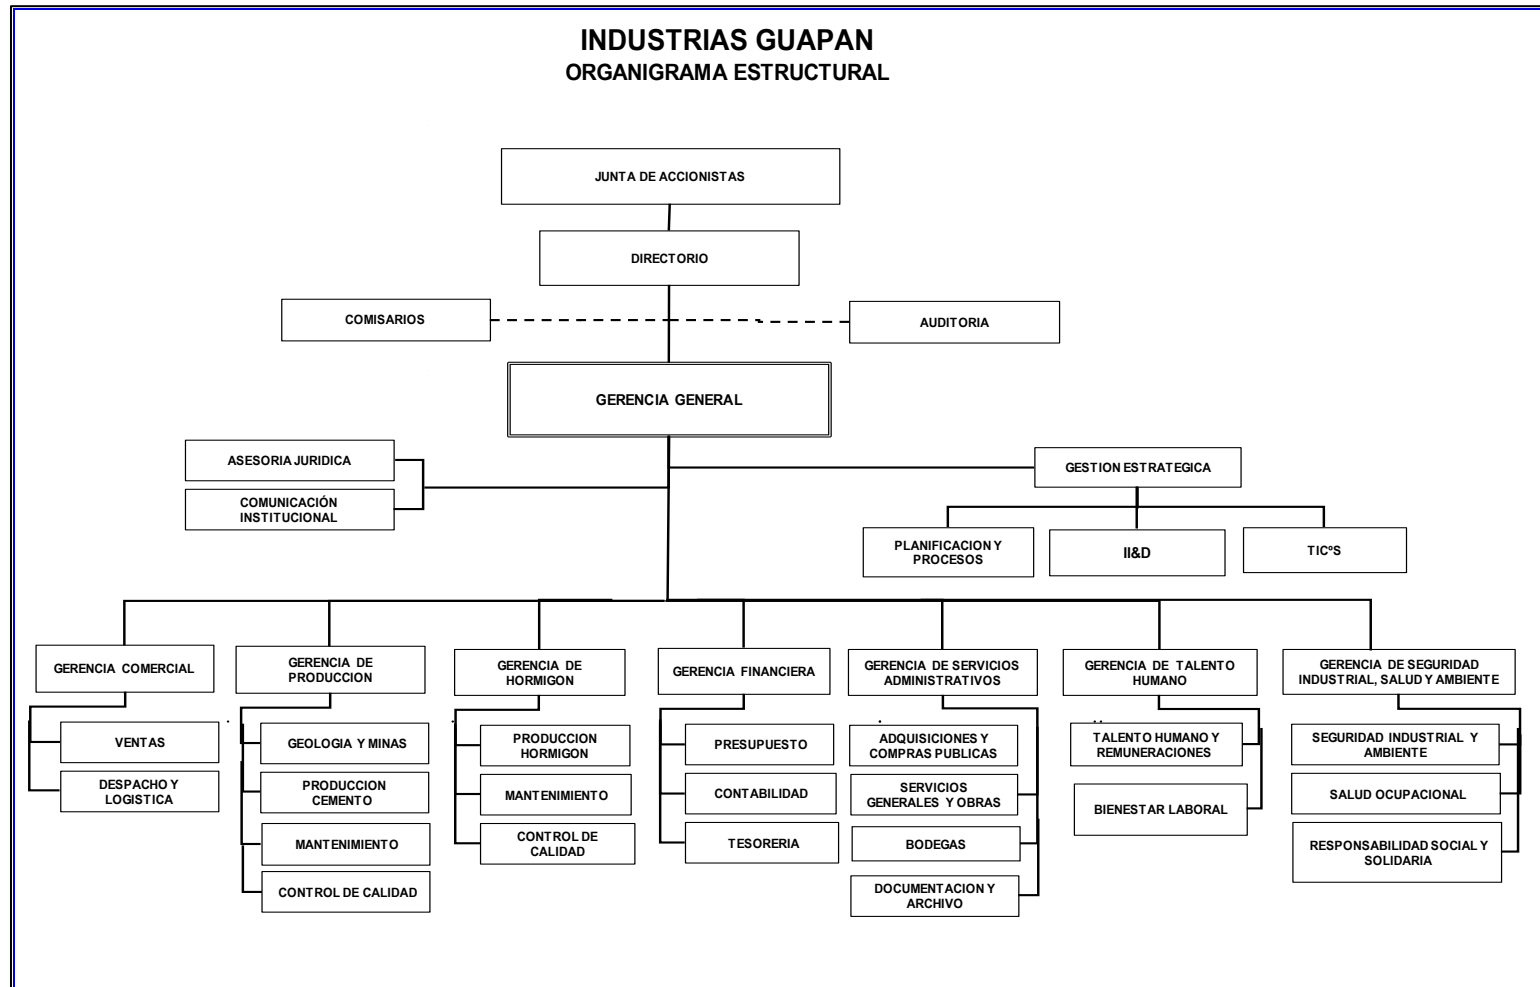 INDUSTRIAS GUAPAN
ORGANIGRAMA ESTRUCTURAL
JUNTA DE ACCIONISTAS
DIRECTORIO
COMISARIOS
AUDITORIA
GERENCIA GENERAL
ASESORIA JURIDICA
GESTION ESTRATEGICA
COMUNICACIÓN
INSTITUCIONAL
PLANIFICACION Y
PROCESOS
II&D
TICºS
GERENCIA COMERCIAL
GERENCIA DE
PRODUCCION
GERENCIA DE
HORMIGON
GERENCIA FINANCIERA
GERENCIA DE SERVICIOS
ADMINISTRATIVOS
GERENCIA DE TALENTO
HUMANO
GERENCIA DE SEGURIDAD
INDUSTRIAL, SALUD Y AMBIENTE
VENTAS
DESPACHO Y
LOGISTICA
GEOLOGIA Y MINAS
PRODUCCION
CEMENTO
MANTENIMIENTO
CONTROL DE CALIDAD
PRODUCCION
HORMIGON
MANTENIMIENTO
CONTROL DE
CALIDAD
PRESUPUESTO
CONTABILIDAD
TESORERIA
ADQUISICIONES Y
COMPRAS PUBLICAS
SERVICIOS
GENERALES Y OBRAS
BODEGAS
DOCUMENTACION Y
ARCHIVO
TALENTO HUMANO Y
REMUNERACIONES
BIENESTAR LABORAL
SEGURIDAD INDUSTRIAL Y
AMBIENTE
SALUD OCUPACIONAL
RESPONSABILIDAD SOCIAL Y
SOLIDARIA